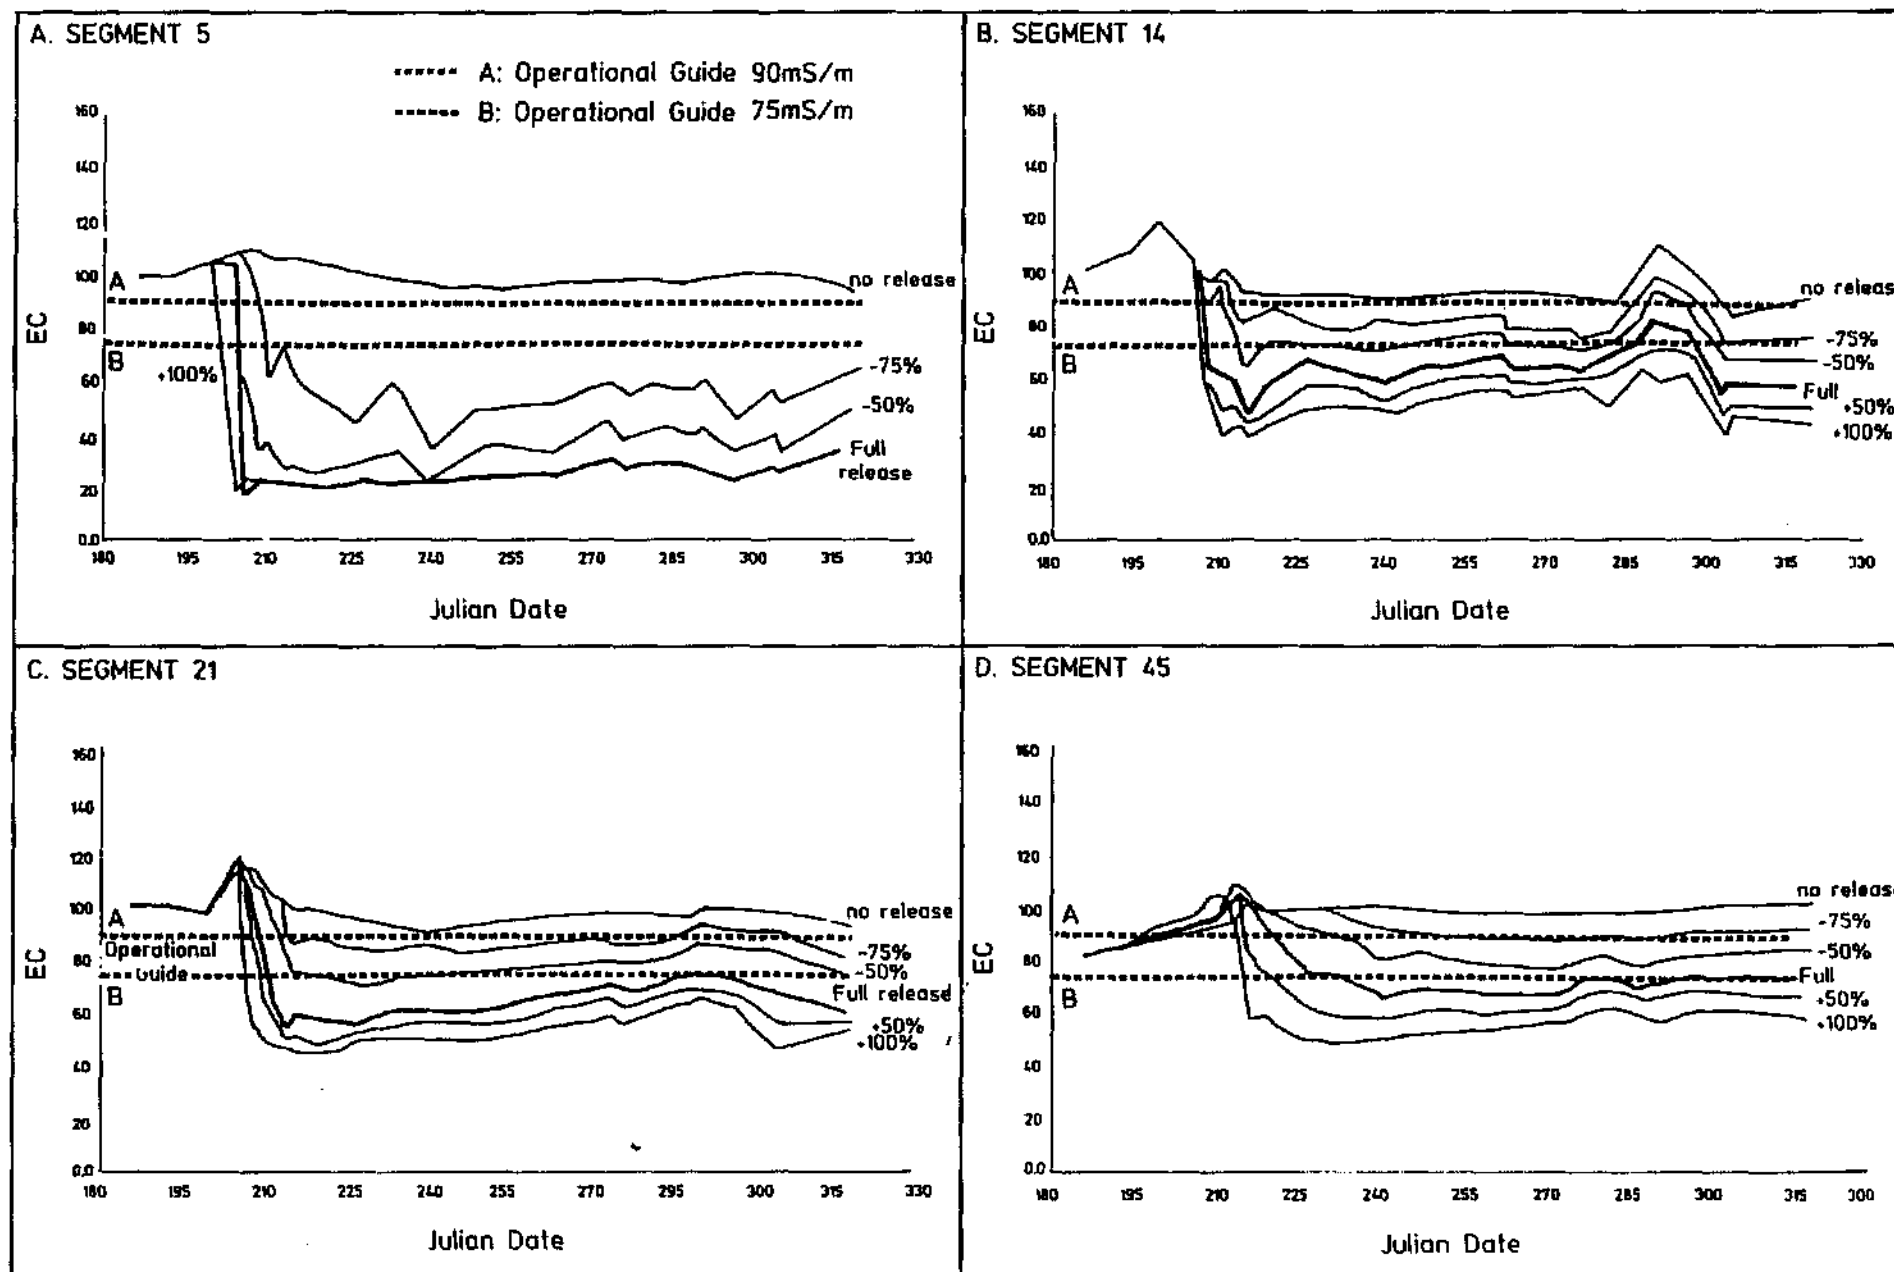 A. SEGMENT 5
A: Operational Guide 90mS/m
B: Operational Guide 75mS/m
160
140
120
100
80
60
40
20
0.0
EC
A
B
+100%
no release
-75%
-50%
Full
release
180 195 210 225 240 255 270 285 300 315 330
Julian Date
B. SEGMENT 14
160
140
120
100
80
60
40
20
0.0
EC
A
B
no release
-75%
-50%
Full
+50%
+100%
180 195 210 225 240 255 270 285 300 315 330
Julian Date
C. SEGMENT 21
160
140
120
100
80
60
40
20
0.0
EC
A
Operational
Guide
B
no release
-75%
-50%
Full release
+50%
+100%
180 195 210 225 240 255 270 295 300 315 330
Julian Date
D. SEGMENT 45
160
140
120
100
80
60
40
20
0.0
EC
A
B
no release
-75%
-50%
Full
+50%
+100%
180 195 210 225 240 255 270 285 300 315 300
Julian Date